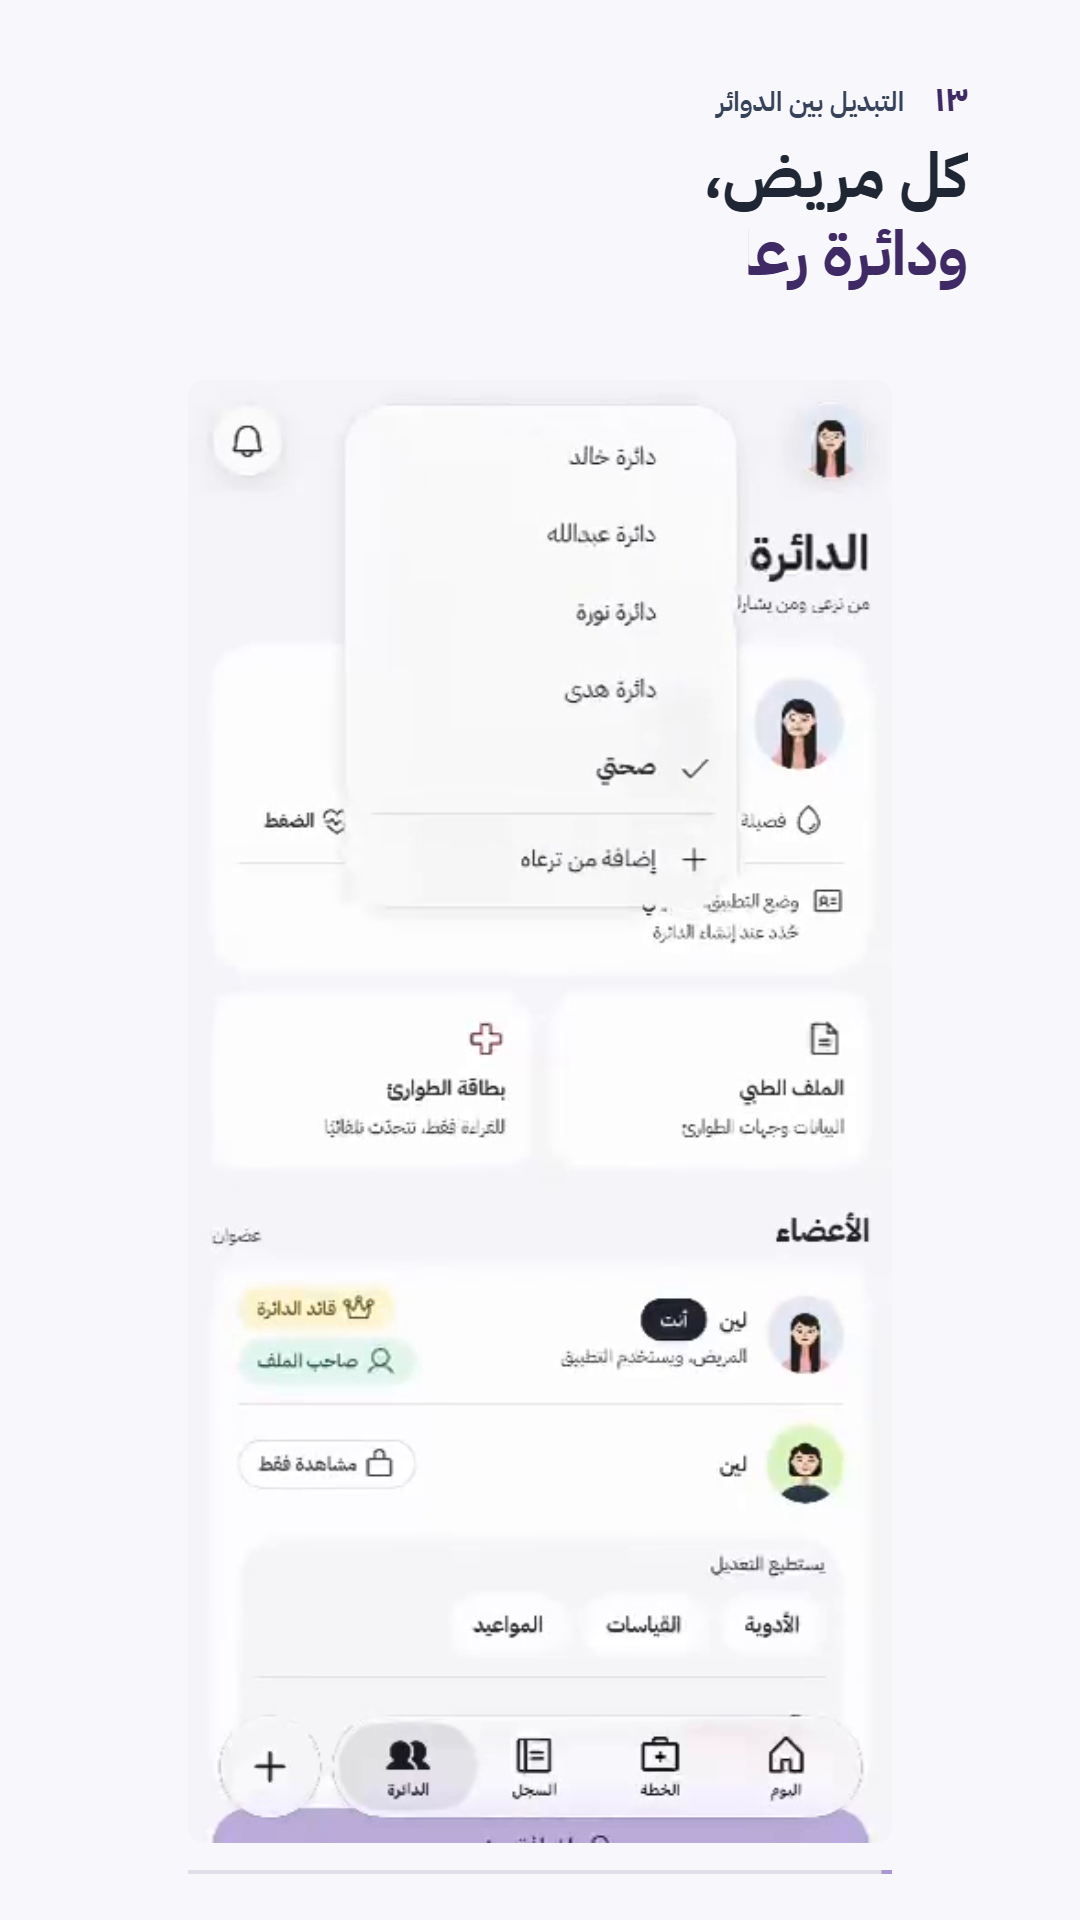 ١٣ التبديل بين الدوائر
كل مريض،
ودائرة رعا
دائرة خالد
دائرة عبدالله
دائرة نورة
دائرة هدى
صحتي
إضافة من ترعاه
الدائرة
من ترعى ومن
فصيلة
الضغط
وضع التطبيق
حُدد عند إنشاء الدائرة
الملف الطبي
البيانات وجهات الطوارئ
بطاقة الطوارئ
للقراءة فقط، تتحدّث تلقائيًا
الأعضاء
عضوان
لين
أنت
المريض، ويستخدم التطبيق
قائد الدائرة
صاحب الملف
لين
مشاهدة فقط
يستطيع التعديل
الأدوية
القياسات
المواعيد
اليوم
الخطة
السجل
الدائرة